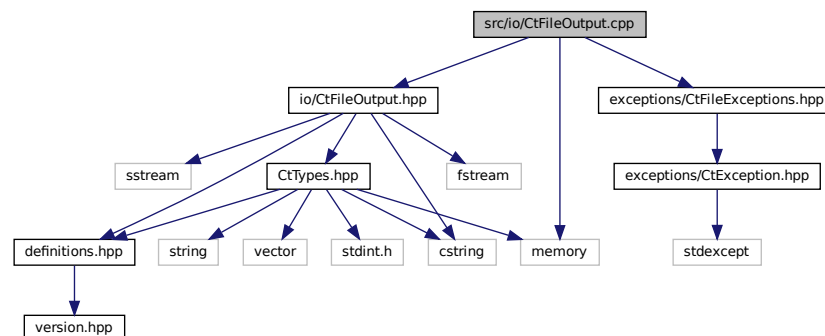 src/io/CtFileOutput.cpp
io/CtFileOutput.hpp
exceptions/CtFileExceptions.hpp
sstream
CtTypes.hpp
fstream
exceptions/CtException.hpp
definitions.hpp
string
vector
stdint.h
cstring
memory
stdexcept
version.hpp